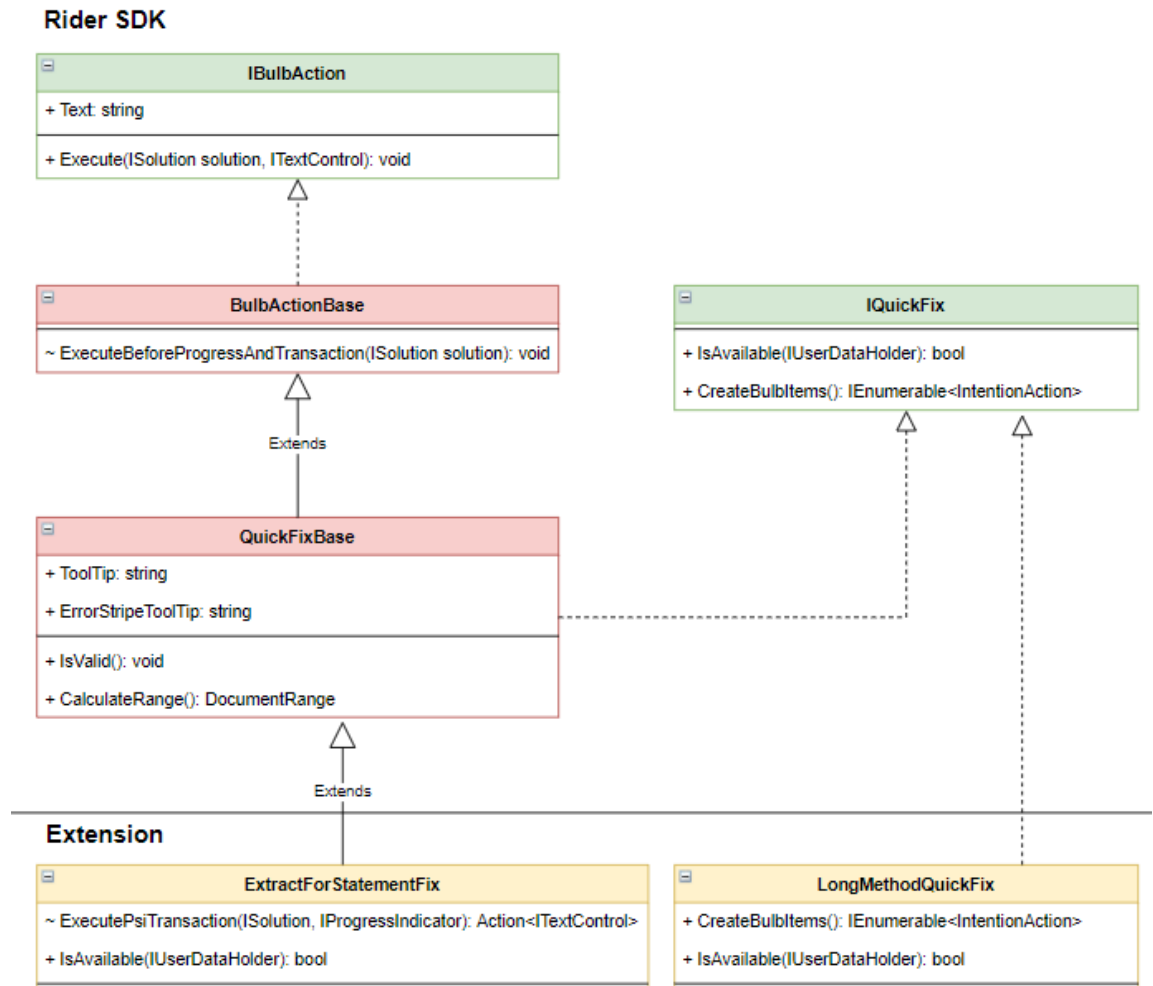 Rider SDK
IBulbAction
+ Text: string
+ Execute(ISolution solution, ITextControl): void
BulbActionBase
~ ExecuteBeforeProgressAndTransaction(ISolution solution): void
IQuickFix
+ IsAvailable(IUserDataHolder): bool
+ CreateBulbItems(): IEnumerable<IntentionAction>
Extends
QuickFixBase
+ ToolTip: string
+ ErrorStripeToolTip: string
+ IsValid(): void
+ CalculateRange(): DocumentRange
Extends
Extension
ExtractForStatementFix
~ ExecutePsiTransaction(ISolution, IProgressIndicator): Action<ITextControl>
+ IsAvailable(IUserDataHolder): bool
LongMethodQuickFix
+ CreateBulbItems(): IEnumerable<IntentionAction>
+ IsAvailable(IUserDataHolder): bool